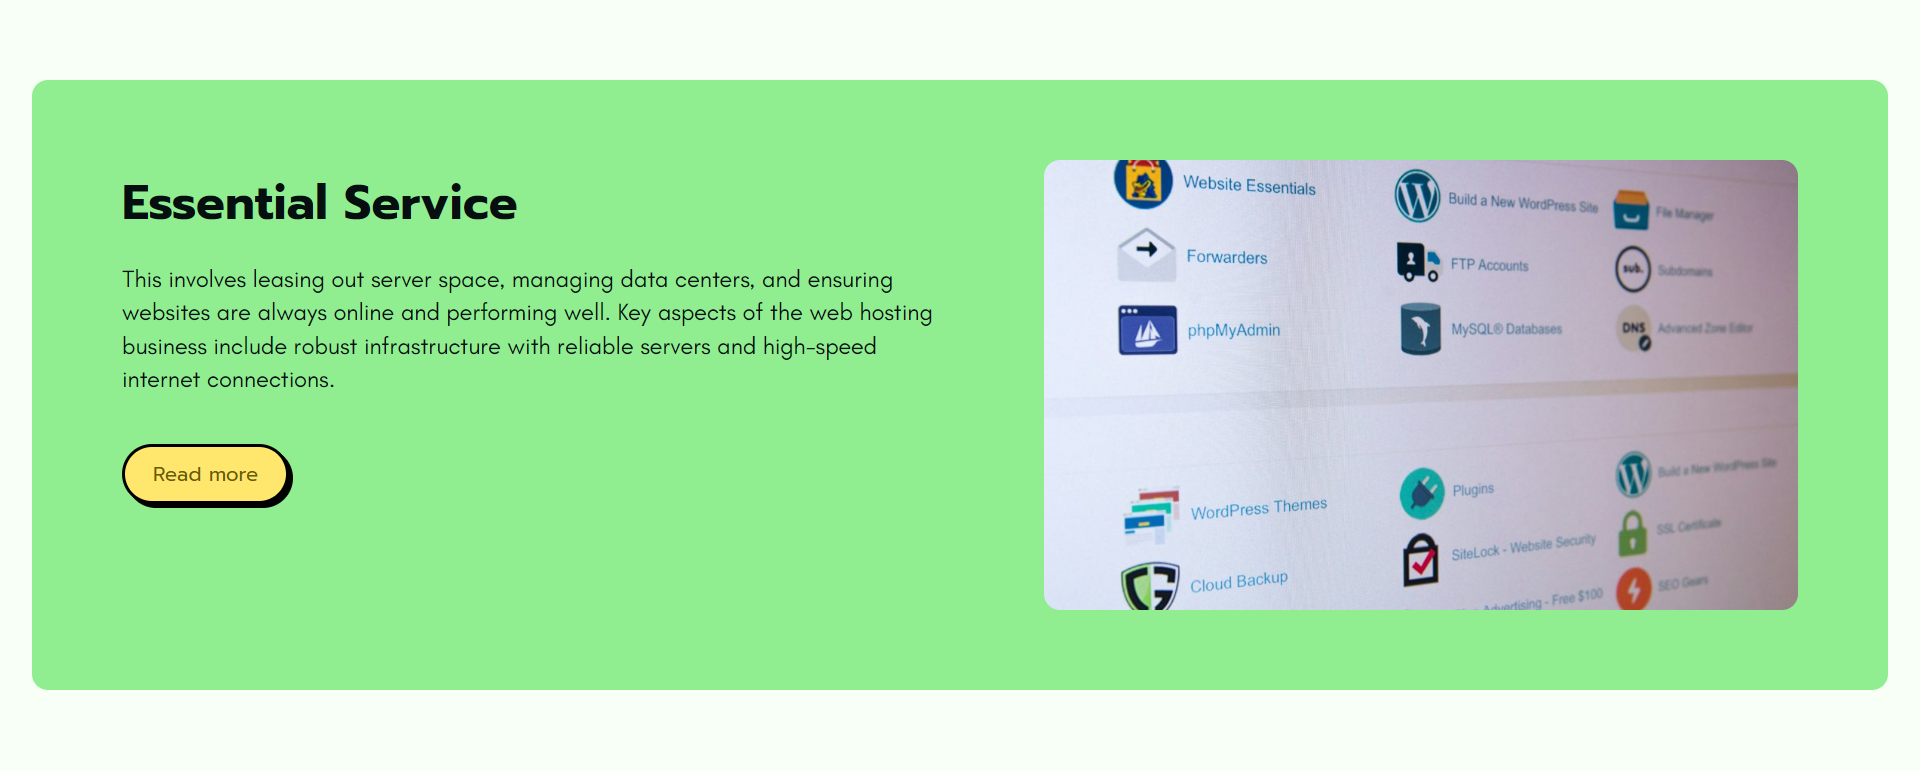 Essential Service
This involves leasing out server space, managing data centers, and ensuring
websites are always online and performing well. Key aspects of the web hosting
business include robust infrastructure with reliable servers and high-speed
internet connections.
Read more
Website Essentials
Build a New WordPress Site
File Manager
Forwarders
FTP Accounts
sub.
Subdomains
phpMyAdmin
MySQL® Databases
DNS
Advanced Zone Editor
WordPress Themes
Plugins
Build a New WordPress Site
Cloud Backup
SiteLock - Website Security
SSL Certificate
Advertising - Free $100
SEO Gears